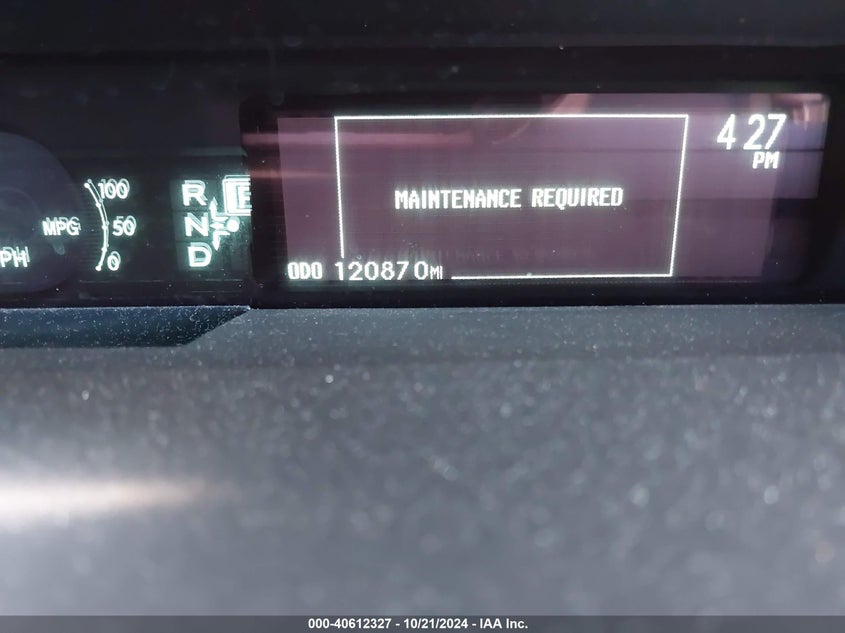 4 27
PM
100
MPG 50
0
PH
R
N
D
P
MAINTENANCE REQUIRED
ODO 120870 MI
000-40612327 - 10/21/2024 - IAA Inc.